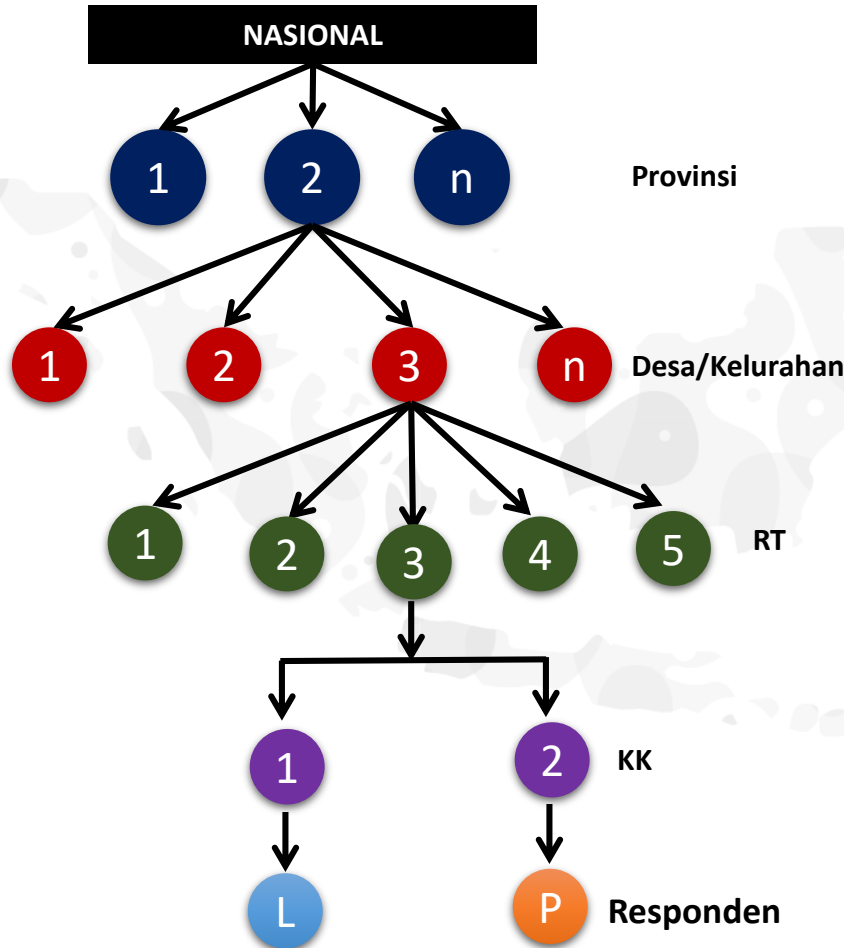 NASIONAL
1 2 n Provinsi
1 2 3 n Desa/Kelurahan
1 2 3 4 5 RT
1 2 KK
L P Responden